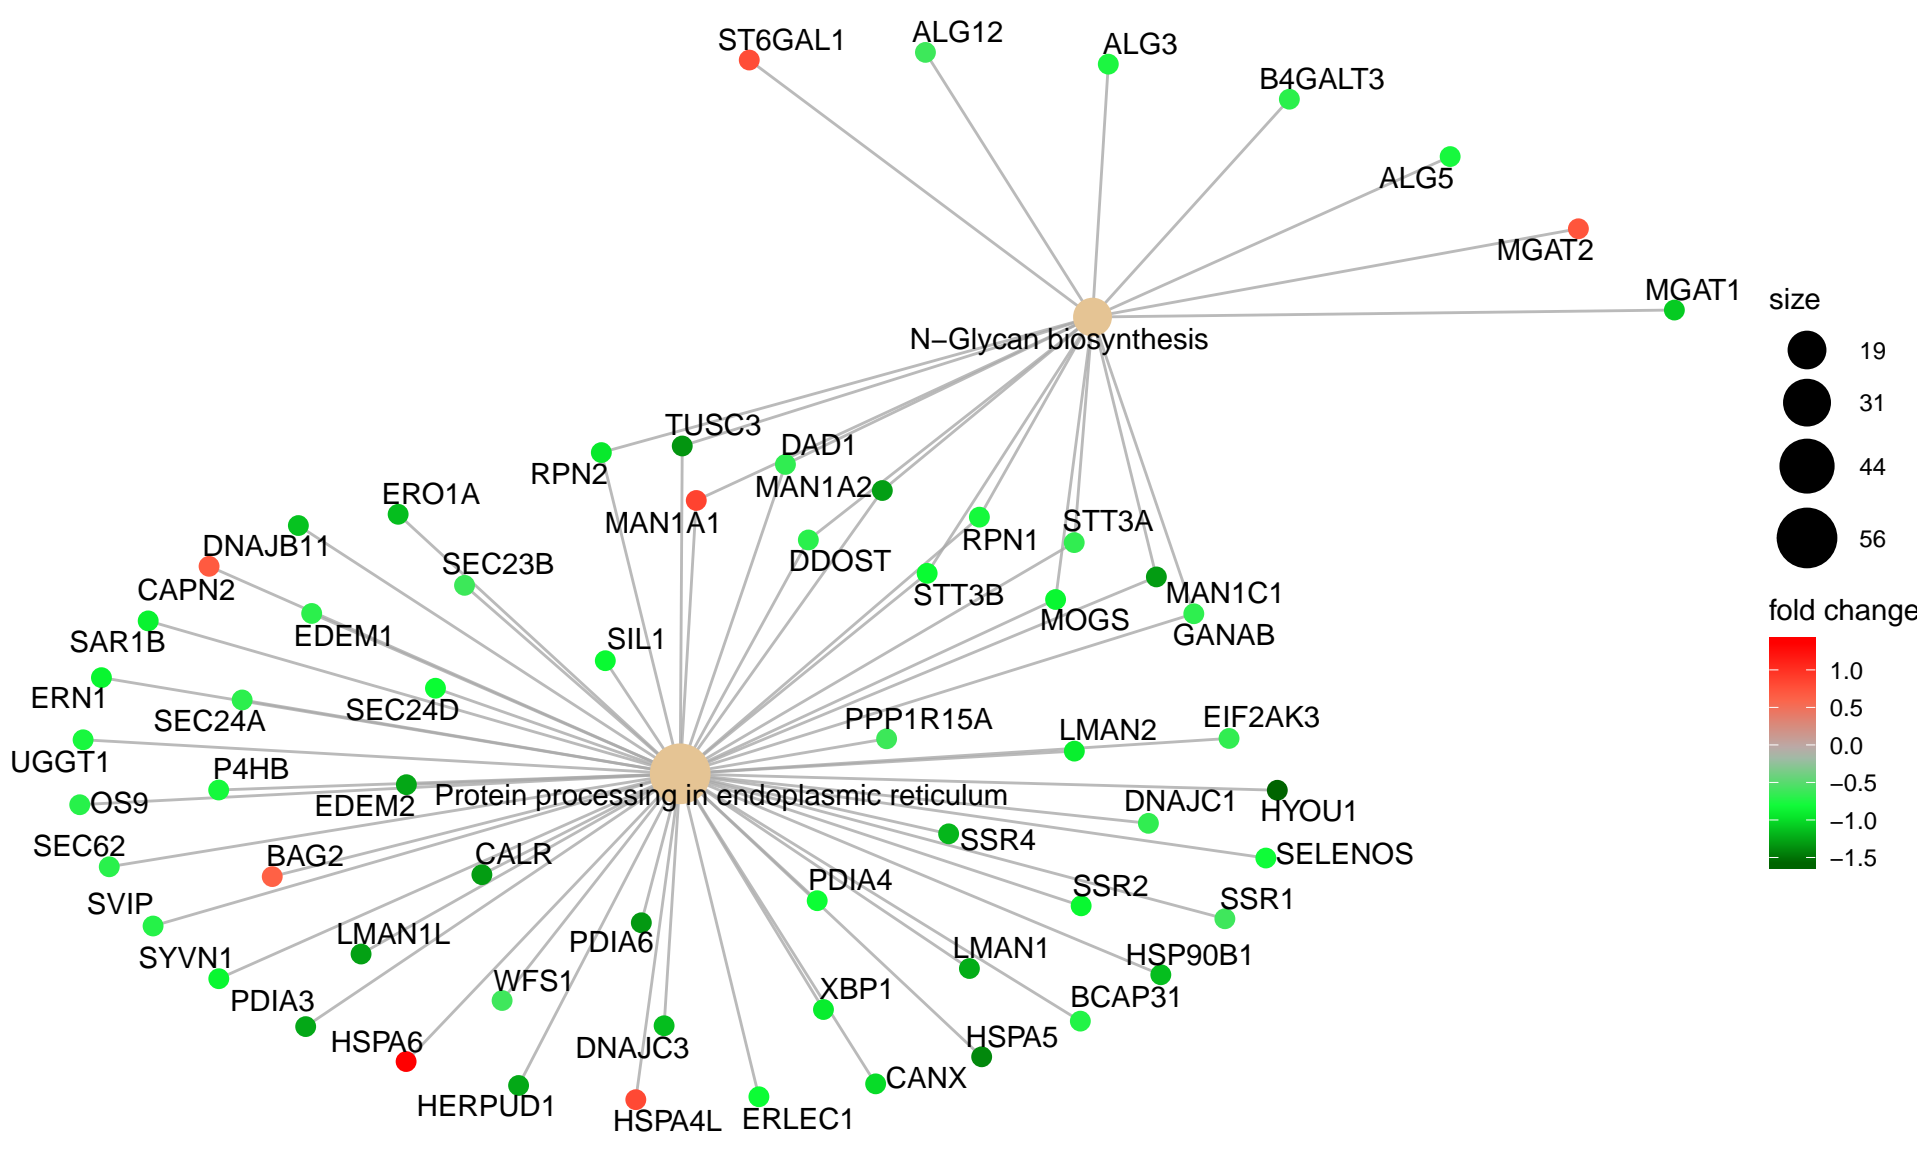 ST6GAL1
ALG12
ALG3
B4GALT3
ALG5
MGAT2
MGAT1
N−Glycan biosynthesis
TUSC3
RPN2
DAD1
MAN1A2
MAN1A1
ERO1A
DNAJB11
SEC23B
DDOST
RPN1
STT3A
STT3B
MOGS
MAN1C1
GANAB
CAPN2
SAR1B
EDEM1
SIL1
ERN1
SEC24A
SEC24D
PPP1R15A
LMAN2
EIF2AK3
UGGT1
P4HB
OS9
EDEM2
Protein processing in endoplasmic reticulum
DNAJC1
HYOU1
SEC62
BAG2
CALR
SSR4
SELENOS
SVIP
PDIA4
SSR2
SSR1
SYVN1
LMAN1L
PDIA6
LMAN1
HSP90B1
PDIA3
WFS1
XBP1
BCAP31
HSPA6
DNAJC3
HSPA5
HERPUD1
HSPA4L
ERLEC1
CANX
size
19
31
44
56
fold change
1.0
0.5
0.0
−0.5
−1.0
−1.5